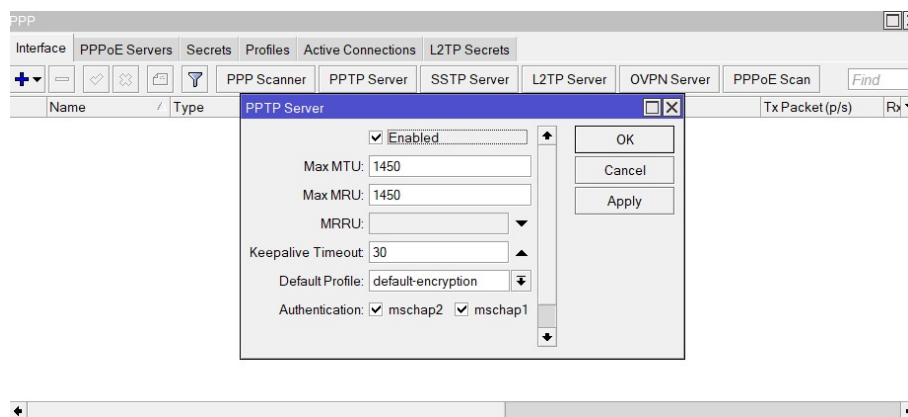 PPP
Interface PPPoE Servers Secrets Profiles Active Connections L2TP Secrets
PPP Scanner PPTP Server SSTP Server L2TP Server OVPN Server PPPoE Scan Find
Name / Type Tx Packet (p/s) Rx
PPTP Server
Enabled
OK
Max MTU: 1450
Cancel
Max MRU: 1450
Apply
MRRU:
Keepalive Timeout: 30
Default Profile: default-encryption
Authentication: mschap2 mschap1